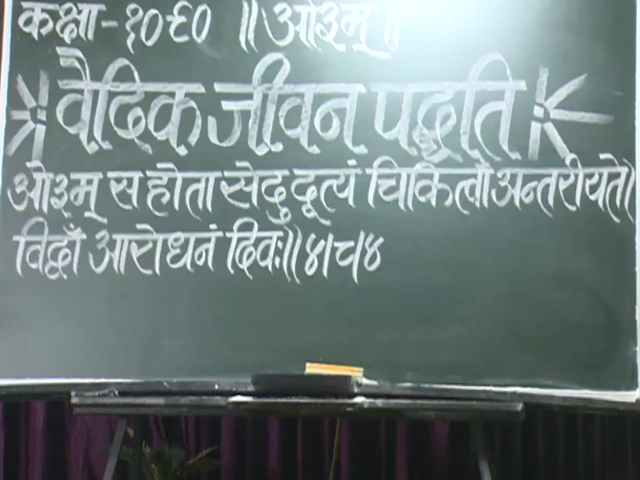 कक्षा-१०६० ॥ ओ३म् ॥
वैदिक जीवन पद्धति
ओ३म् स होता सेदु दूत्यं चिकित्वाँ अन्तरीयते।
विद्वाँ आरोधनं दिवः॥४।८।४